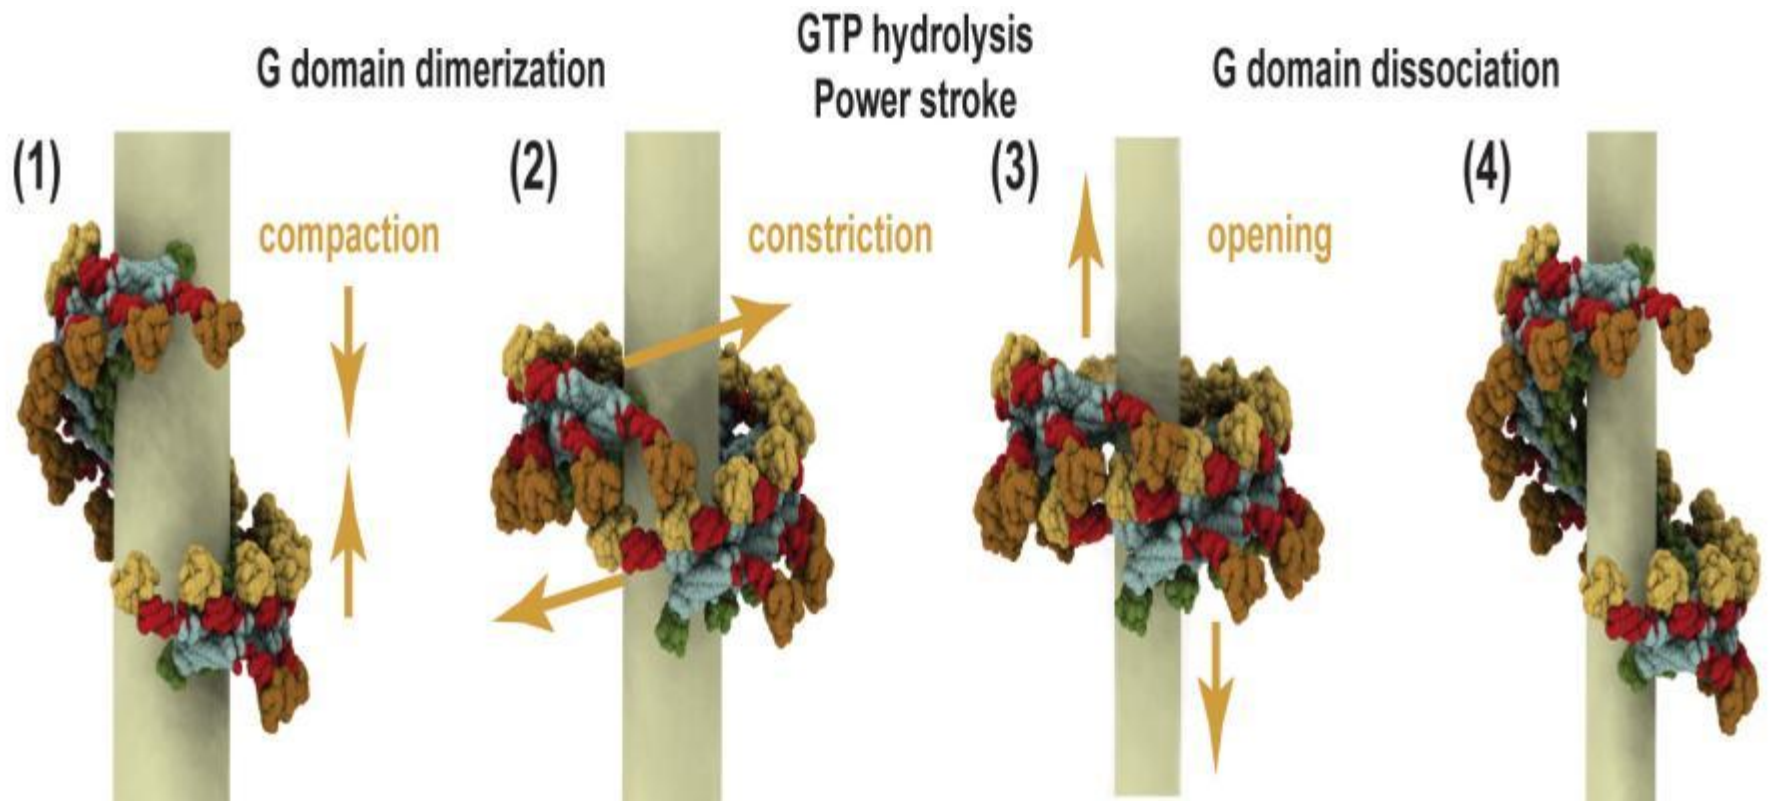 G domain dimerization
GTP hydrolysis
Power stroke
G domain dissociation
(1)
compaction
(2)
constriction
(3)
opening
(4)